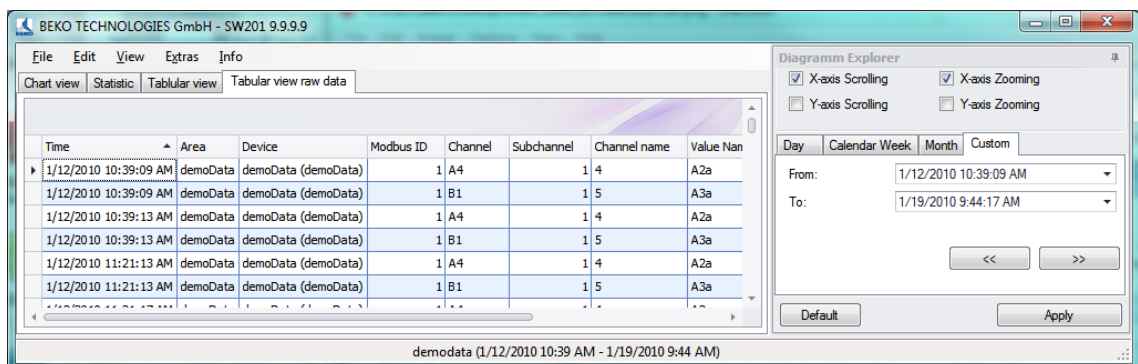 BEKO TECHNOLOGIES GmbH - SW201 9.9.9.9
File Edit View Extras Info
Chart view Statistic Tablular view Tabular view raw data
Time Area Device Modbus ID Channel Subchannel Channel name Value Nam
1/12/2010 10:39:09 AM demoData demoData (demoData) 1 A4 1 4 A2a
1/12/2010 10:39:09 AM demoData demoData (demoData) 1 B1 1 5 A3a
1/12/2010 10:39:13 AM demoData demoData (demoData) 1 A4 1 4 A2a
1/12/2010 10:39:13 AM demoData demoData (demoData) 1 B1 1 5 A3a
1/12/2010 11:21:13 AM demoData demoData (demoData) 1 A4 1 4 A2a
1/12/2010 11:21:13 AM demoData demoData (demoData) 1 B1 1 5 A3a
Diagramm Explorer
X-axis Scrolling X-axis Zooming
Y-axis Scrolling Y-axis Zooming
Day Calendar Week Month Custom
From: 1/12/2010 10:39:09 AM
To: 1/19/2010 9:44:17 AM
<< >>
Default Apply
demodata (1/12/2010 10:39 AM - 1/19/2010 9:44 AM)